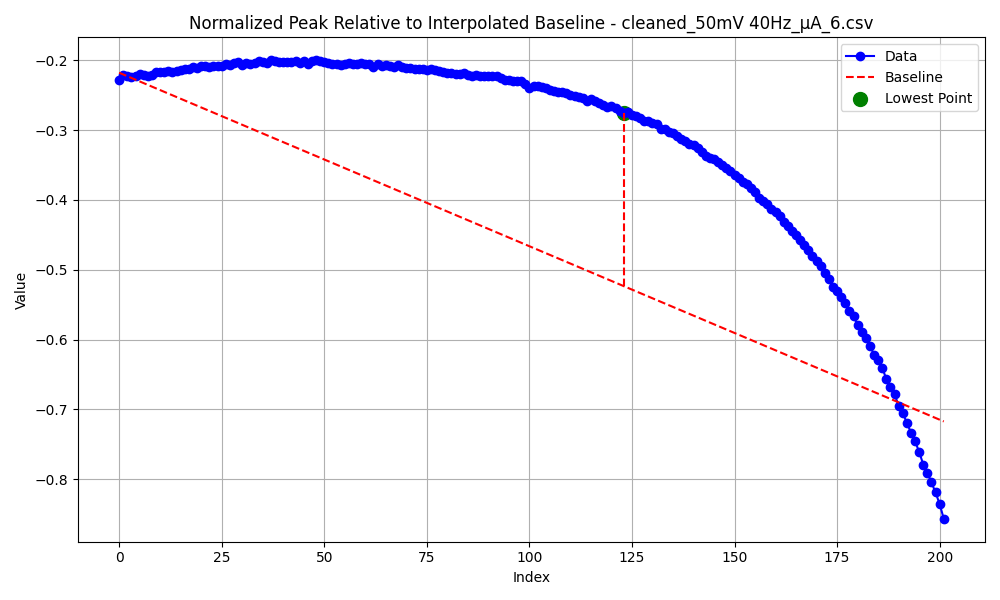 Normalized Peak Relative to Interpolated Baseline - cleaned_50mV 40Hz_μA_6.csv
Data
Baseline
Lowest Point
Value
−0.2
−0.3
−0.4
−0.5
−0.6
−0.7
−0.8
0 25 50 75 100 125 150 175 200
Index